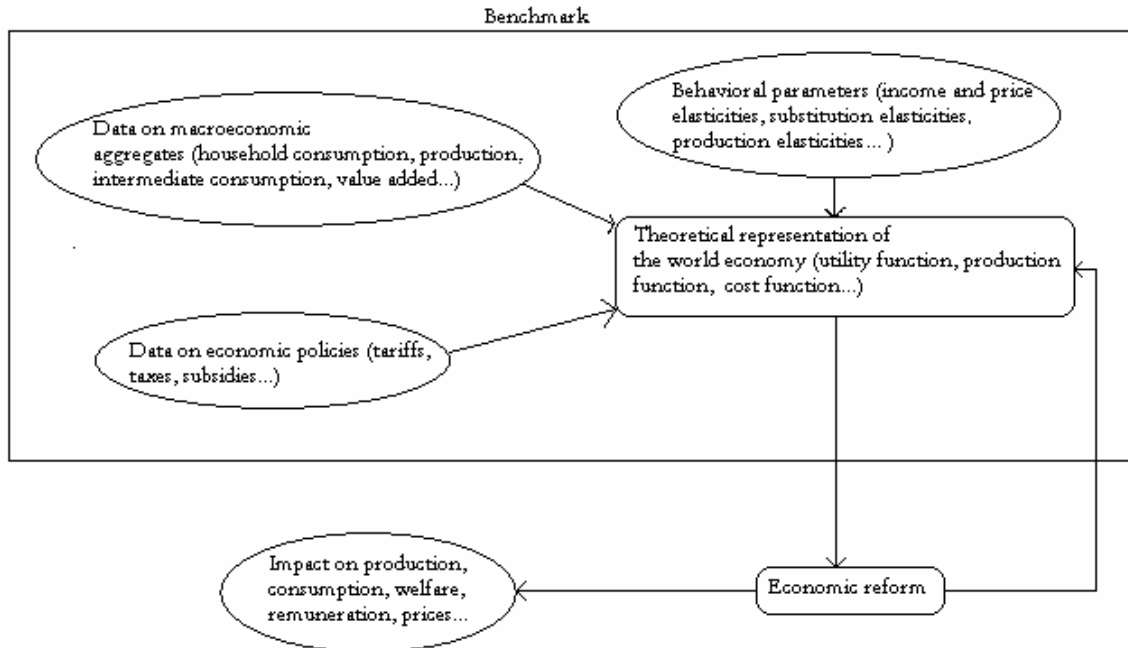 Benchmark
Data on macroeconomic
aggregates (household consumption, production,
intermediate consumption, value added...)
Behavioral parameters (income and price
elasticities, substitution elasticities,
production elasticities... )
Theoretical representation of
the world economy (utility function, production
function, cost function...)
Data on economic policies (tariffs,
taxes, subsidies...)
Impact on production,
consumption, welfare,
remuneration, prices...
Economic reform